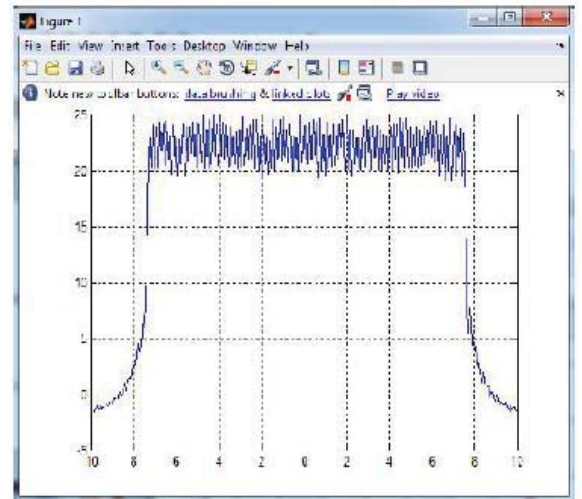 Figure 1
File Edit View Insert Tools Desktop Window Help
Note new toolbar buttons: data brushing & linked plots Play video
25
20
15
10
5
0
-5
10 8 6 4 2 0 2 4 6 8 10